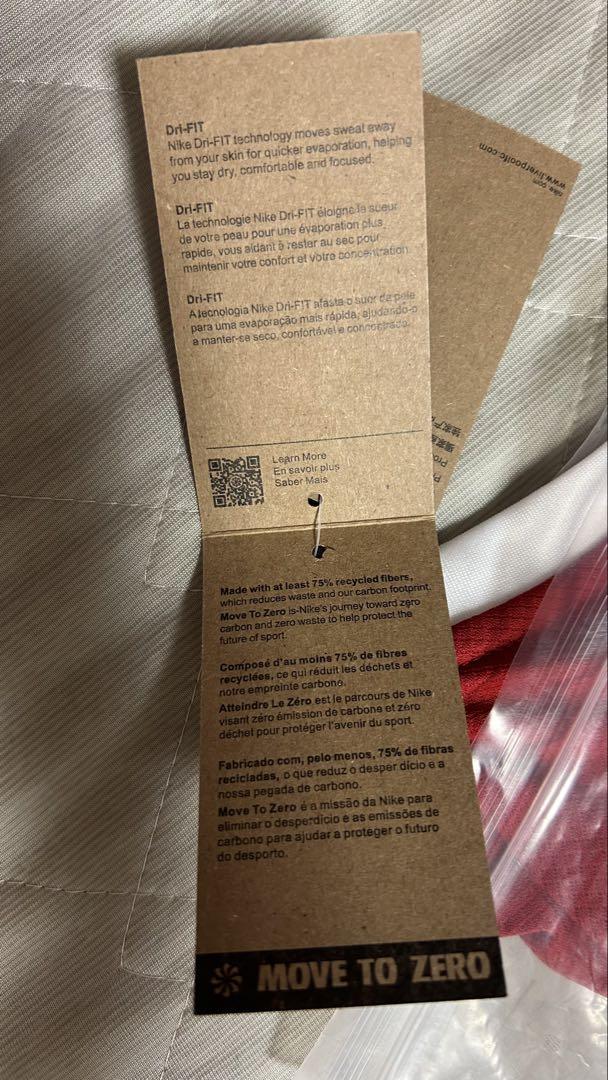 Dri-FIT
Nike Dri-FIT technology moves sweat away
from your skin for quicker evaporation, helping
you stay dry, comfortable and focused.
Dri-FIT
La technologie Nike Dri-FIT éloigne la sueur
de votre peau pour une évaporation plus
rapide, vous aidant à rester au sec pour
maintenir votre confort et votre concentration.
Dri-FIT
A tecnologia Nike Dri-FIT afasta o suor da pele
para uma evaporação mais rápida, ajudando-o
a manter-se seco, confortável e concentrado.
Learn More
En savoir plus
Saber Mais
Made with at least 75% recycled fibers,
which reduces waste and our carbon footprint.
Move To Zero is Nike's journey toward zero
carbon and zero waste to help protect the
future of sport.
Composé d'au moins 75% de fibres
recyclées, ce qui réduit les déchets et
notre empreinte carbone.
Atteindre Le Zéro est le parcours de Nike
visant zéro émission de carbone et zéro
déchet pour protéger l'avenir du sport.
Fabricado com, pelo menos, 75% de fibras
recicladas, o que reduz o desperdício e a
nossa pegada de carbono.
Move To Zero é a missão da Nike para
eliminar o desperdício e as emissões de
carbono para ajudar a proteger o futuro
do desporto.
MOVE TO ZERO
nike.com
www.liverpoolfc.com